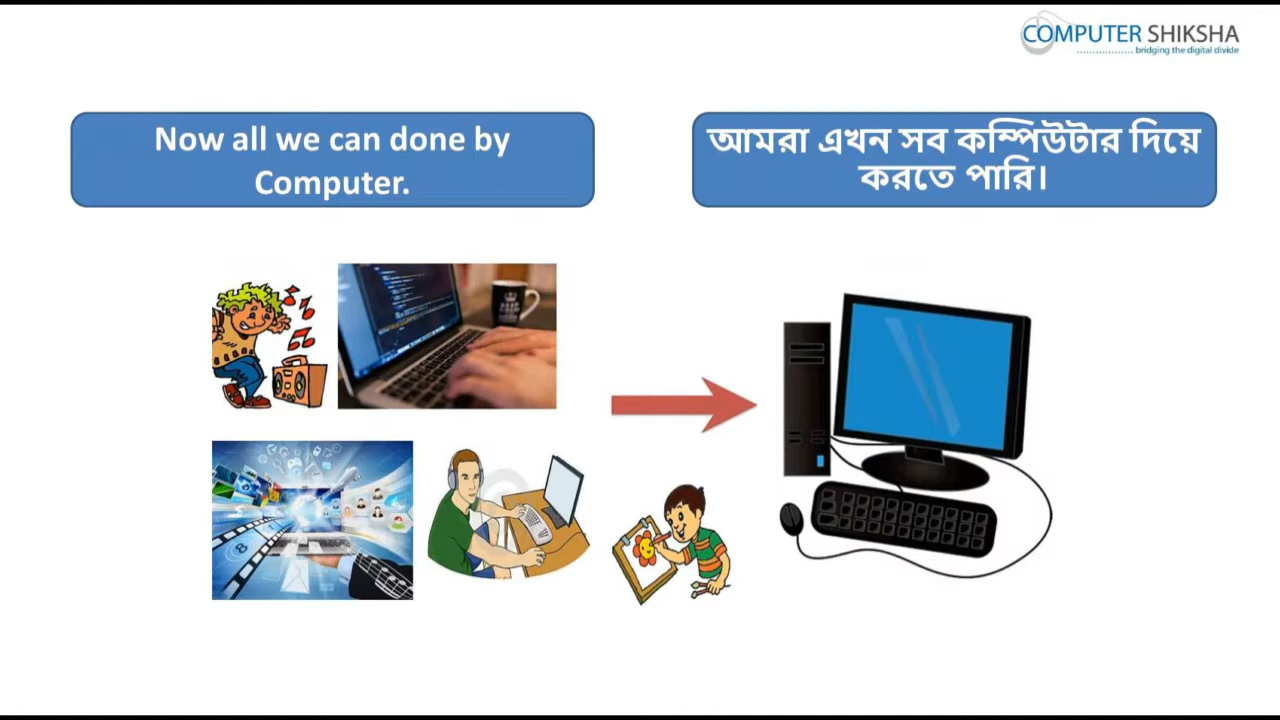 COMPUTER SHIKSHA
bridging the digital divide
Now all we can done by
Computer.
আমরা এখন সব কম্পিউটার দিয়ে
করতে পারি।